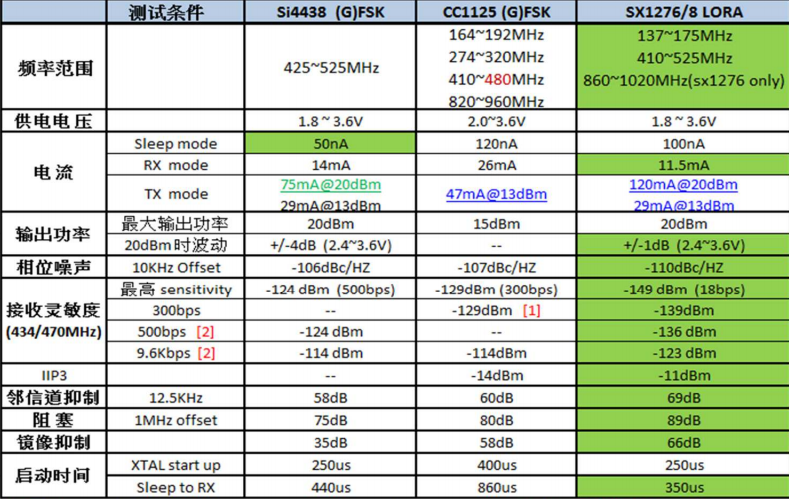 测试条件 Si4438 (G)FSK CC1125 (G)FSK SX1276/8 LORA
频率范围 425~525MHz 164~192MHz 137~175MHz
274~320MHz 410~525MHz
410~480MHz 860~1020MHz(sx1276 only)
820~960MHz
供电电压 1.8 ~ 3.6V 2.0~3.6V 1.8 ~ 3.6V
电流 Sleep mode 50nA 120nA 100nA
RX mode 14mA 26mA 11.5mA
TX mode 75mA@20dBm 47mA@13dBm 120mA@20dBm
29mA@13dBm 29mA@13dBm
输出功率 最大输出功率 20dBm 15dBm 20dBm
20dBm时波动 +/-4dB (2.4~3.6V) -- +/-1dB (2.4~3.6V)
相位噪声 10KHz Offset -106dBc/HZ -107dBc/HZ -110dBc/HZ
接收灵敏度 最高 sensitivity -124 dBm (500bps) -129dBm (300bps) -149 dBm (18bps)
(434/470MHz) 300bps -- -129dBm [1] -139dBm
500bps [2] -124 dBm -- -136 dBm
9.6Kbps [2] -114 dBm -114dBm -123 dBm
IIP3 -- -14dBm -11dBm
邻信道抑制 12.5KHz 58dB 60dB 69dB
阻塞 1MHz offset 75dB 80dB 89dB
镜像抑制 35dB 58dB 66dB
启动时间 XTAL start up 250us 400us 250us
Sleep to RX 440us 860us 350us